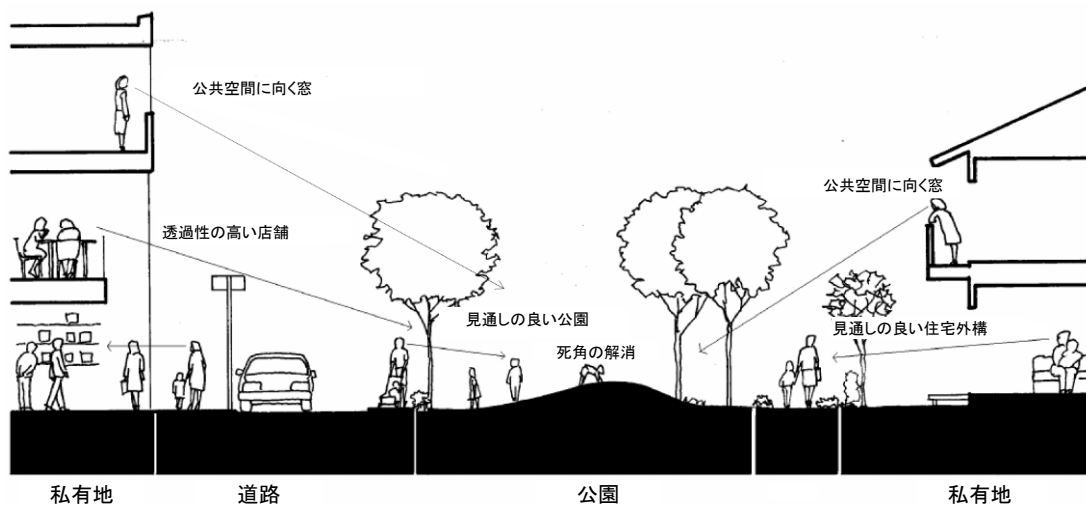 公共空間に向く窓
公共空間に向く窓
透過性の高い店舗
見通しの良い公園
見通しの良い住宅外構
死角の解消
私有地
道路
公園
私有地